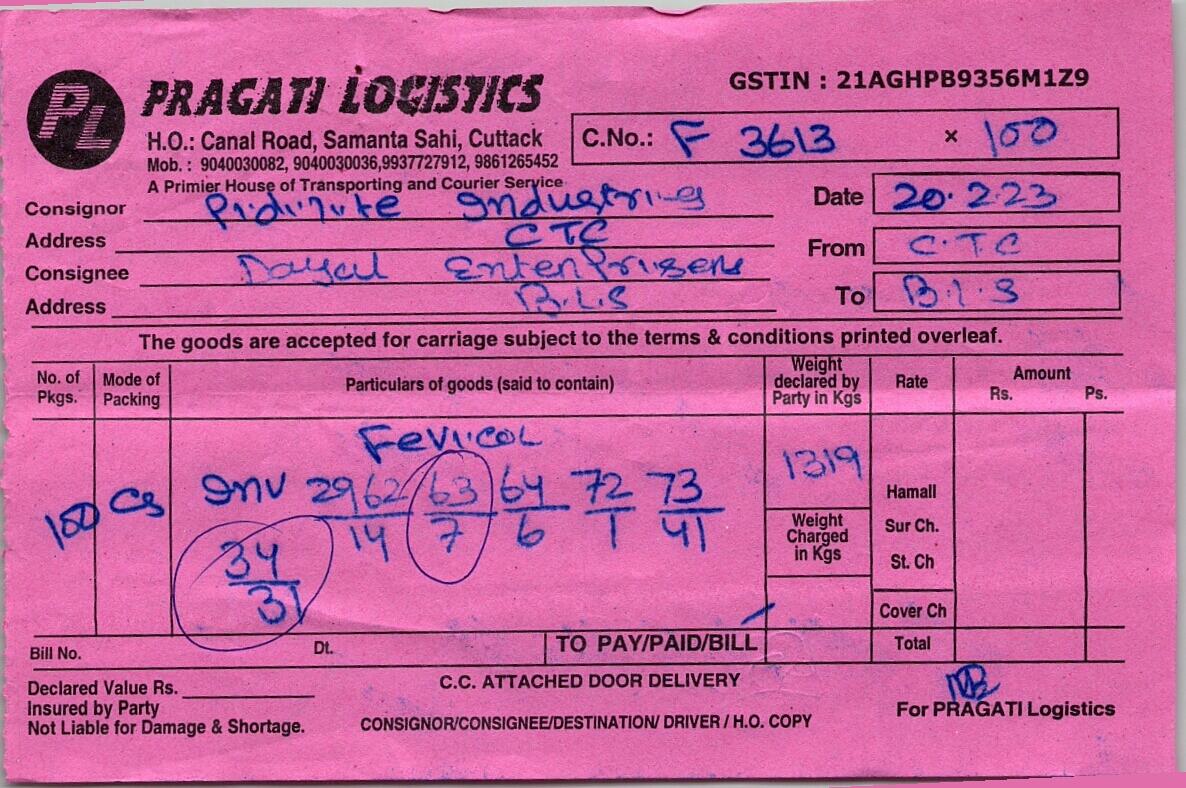 PL PRAGATI LOGISTICS
GSTIN : 21AGHPB9356M1Z9
H.O.: Canal Road, Samanta Sahi, Cuttack
Mob. : 9040030082, 9040030036,9937727912, 9861265452
A Primier House of Transporting and Courier Service
C.No.: F 3613 × 100
Consignor Pidilite Industries
Date 20.2.23
Address CTC
From C.T.C
Consignee Dayal Enterprisers
Address B.L.S
To B.L.S
The goods are accepted for carriage subject to the terms & conditions printed overleaf.
No. of Pkgs. Mode of Packing Particulars of goods (said to contain) Weight declared by Party in Kgs Rate Amount Rs. Ps.
Fevicol
100 Cs Inv 2962/14 63/7 64/6 72/1 73/41
1319
34/31
Weight Charged in Kgs
Hamall
Sur Ch.
St. Ch
Cover Ch
Bill No. Dt. TO PAY/PAID/BILL Total
Declared Value Rs.
C.C. ATTACHED DOOR DELIVERY
Insured by Party
For PRAGATI Logistics
Not Liable for Damage & Shortage.
CONSIGNOR/CONSIGNEE/DESTINATION/ DRIVER / H.O. COPY